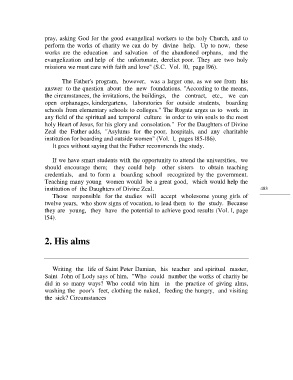 pray, asking God for the good evangelical workers to the holy Church, and to
perform the works of charity we can do by divine help. Up to now, these
works are the education and salvation of the abandoned orphans, and the
evangelization and help of the unfortunate, derelict poor. They are two holy
missions we must care with faith and love" (S.C. Vol. 10, page 196).
The Father's program, however, was a larger one, as we see from his
answer to the question about the new foundations. "According to the means,
the circumstances, the invitations, the buildings, the contract, etc., we can
open orphanages, kindergartens, laboratories for outside students, boarding
schools from elementary schools to colleges." The Rogate urges us to work in
any field of the spiritual and temporal culture in order to win souls to the most
holy Heart of Jesus, for his glory and consolation." For the Daughters of Divine
Zeal the Father adds, "Asylums for the poor, hospitals, and any charitable
institution for boarding and outside women" (Vol. 1, pages 185-186).
It goes without saying that the Father recommends the study.
If we have smart students with the opportunity to attend the universities, we
should encourage them; they could help other sisters to obtain teaching
credentials, and to form a boarding school recognized by the government.
Teaching many young women would be a great good, which would help the
institution of the Daughters of Divine Zeal.
483
Those responsible for the studies will accept wholesome young girls of
twelve years, who show signs of vocation, to lead them to the study. Because
they are young, they have the potential to achieve good results (Vol. 1, page
154).
2. His alms
Writing the life of Saint Peter Damian, his teacher and spiritual master,
Saint John of Lody says of him, "Who could number the works of charity he
did in so many ways? Who could win him in the practice of giving alms,
washing the poor's feet, clothing the naked, feeding the hungry, and visiting
the sick? Circumstances